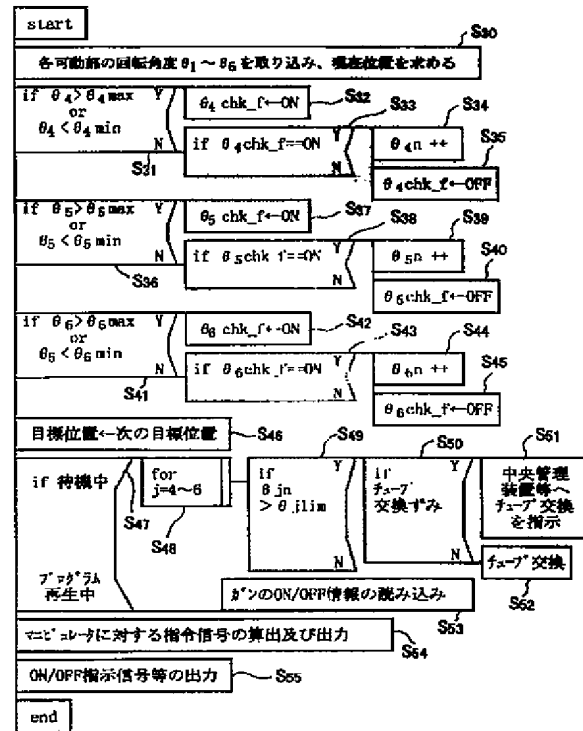 start
S30
各可動部の回転角度θ1～θ6を取り込み、現在位置を求める
if θ4>θ4max Y
or
θ4<θ4min
N
S31
θ4 chk_f←ON
S32
S33
if θ4chk_f==ON Y
N
S34
θ4n ++
S35
θ4chk_f←OFF
if θ5>θ5max Y
or
θ5<θ5min
N
S36
θ5 chk_f←ON
S37
S38
if θ5chk_f==ON Y
N
S39
θ5n ++
S40
θ5chk_f←OFF
if θ6>θ6max Y
or
θ5<θ6min
N
S41
θ6 chk_f←ON
S42
S43
if θ6chk_f==ON Y
N
S44
θ6n ++
S45
θ6chk_f←OFF
目標位置←次の目標位置
S46
if 待機中
S47
for
j=4～6
S48
S49
if Y
θjn
>θjlim
N
S50
if Y
チューブ
交換ずみ
N
S51
中央管理
装置等へ
チューブ交換
を指示
チューブ交換
S52
プログラム
再生中
ガンのON/OFF情報の読み込み
S53
マニピュレータに対する指令信号の算出及び出力
S54
ON/OFF指示信号等の出力
S55
end